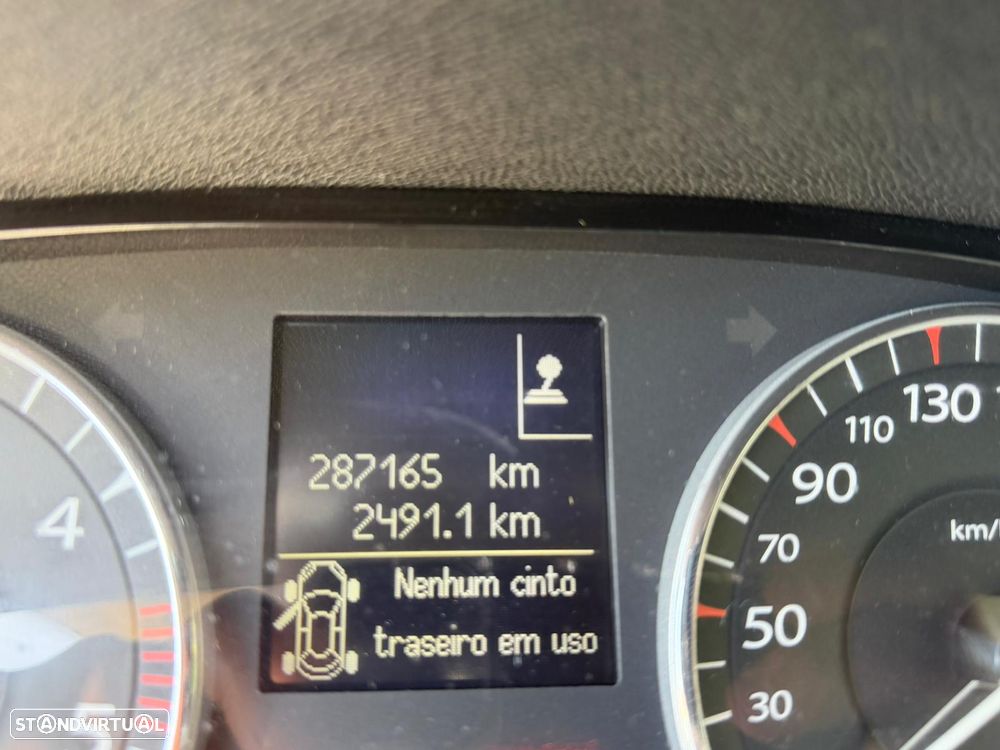 287165 km
2491.1 km
Nenhum cinto
traseiro em uso
4
130
110
90
70
50
30
km/
STANDVIRTUAL